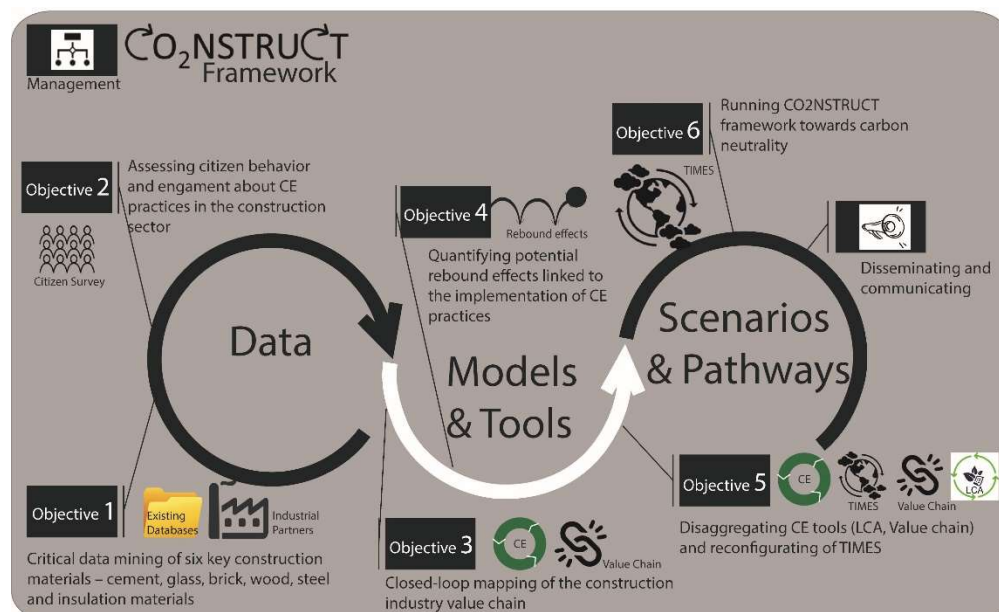 Management
CO2NSTRUCT
Framework
Objective 2
Assessing citizen behavior
and engament about CE
practices in the construction
sector
Citizen Survey
Data
Objective 1
Existing
Databases
Industrial
Partners
Critical data mining of six key construction
materials – cement, glass, brick, wood, steel
and insulation materials
Objective 4
Rebound effects
Quantifying potential
rebound effects linked to
the implementation of CE
practices
Models
& Tools
Objective 3
CE
Value Chain
Closed-loop mapping of the construction
industry value chain
Objective 6
TIMES
Running CO2NSTRUCT
framework towards carbon
neutrality
Disseminating and
communicating
Scenarios
& Pathways
Objective 5
CE
TIMES
Value Chain
LCA
Disaggregating CE tools (LCA, Value chain)
and reconfigurating of TIMES